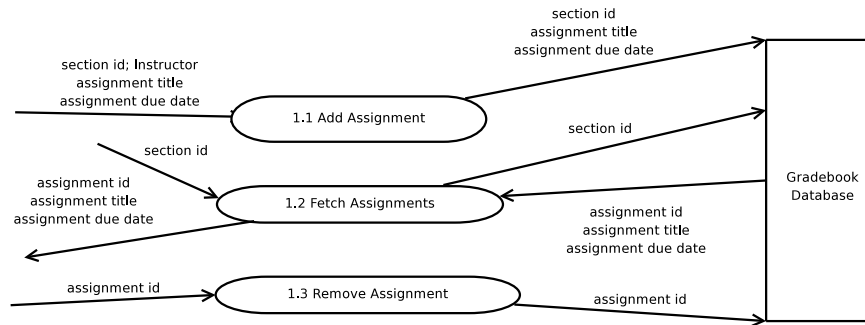 section id
assignment title
assignment due date
section id; Instructor
assignment title
assignment due date
1.1 Add Assignment
section id
section id
assignment id
assignment title
assignment due date
1.2 Fetch Assignments
Gradebook
Database
assignment id
assignment title
assignment due date
assignment id
1.3 Remove Assignment
assignment id